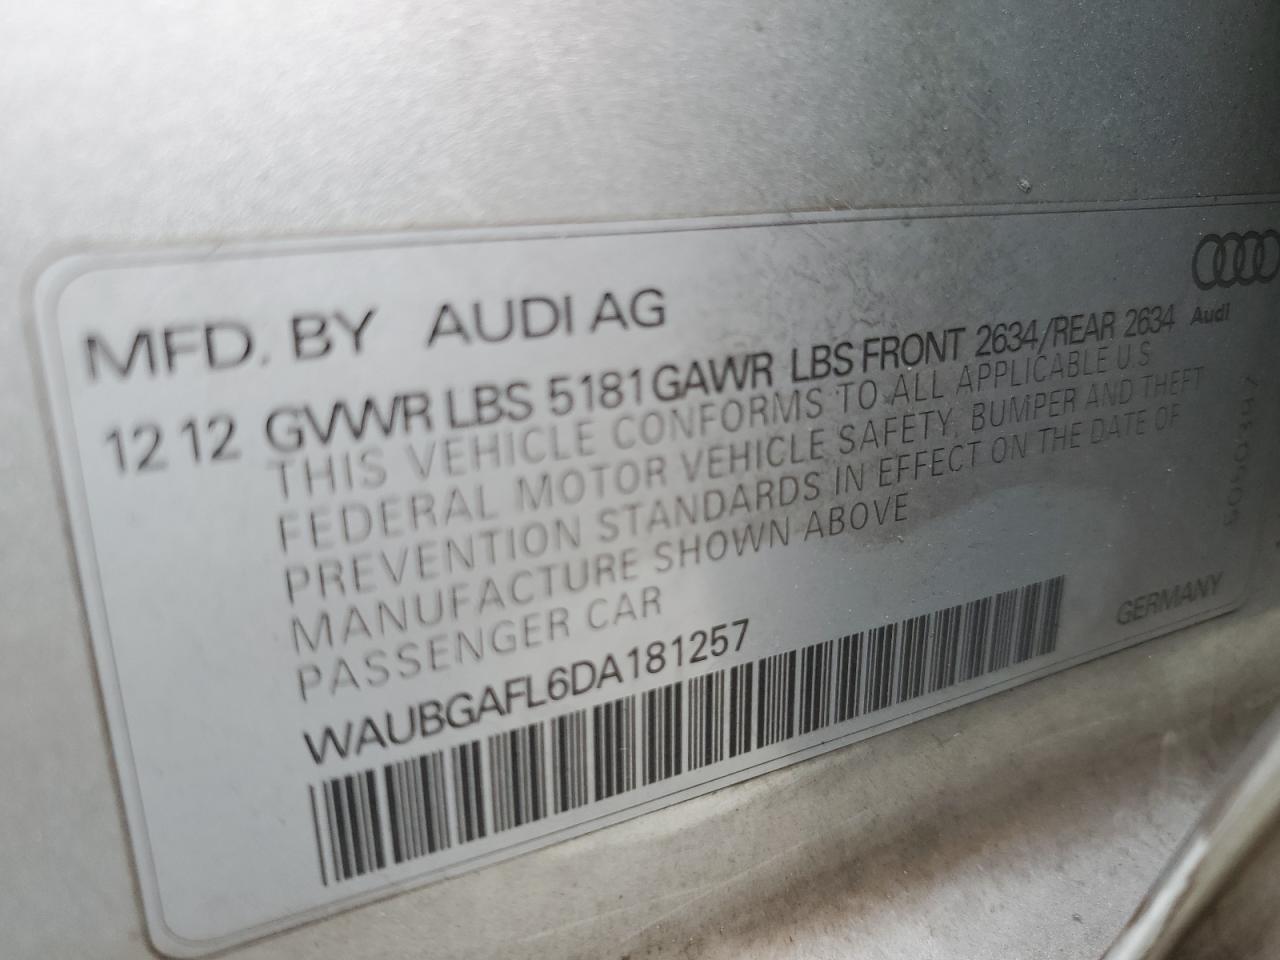 MFD. BY AUDI AG
12 12 GVWR LBS 5181 GAWR LBS FRONT 2634/REAR 2634
Audi
THIS VEHICLE CONFORMS TO ALL APPLICABLE U.S
FEDERAL MOTOR VEHICLE SAFETY, BUMPER AND THEFT
PREVENTION STANDARDS IN EFFECT ON THE DATE OF
MANUFACTURE SHOWN ABOVE
PASSENGER CAR
WAUBGAFL6DA181257
GERMANY